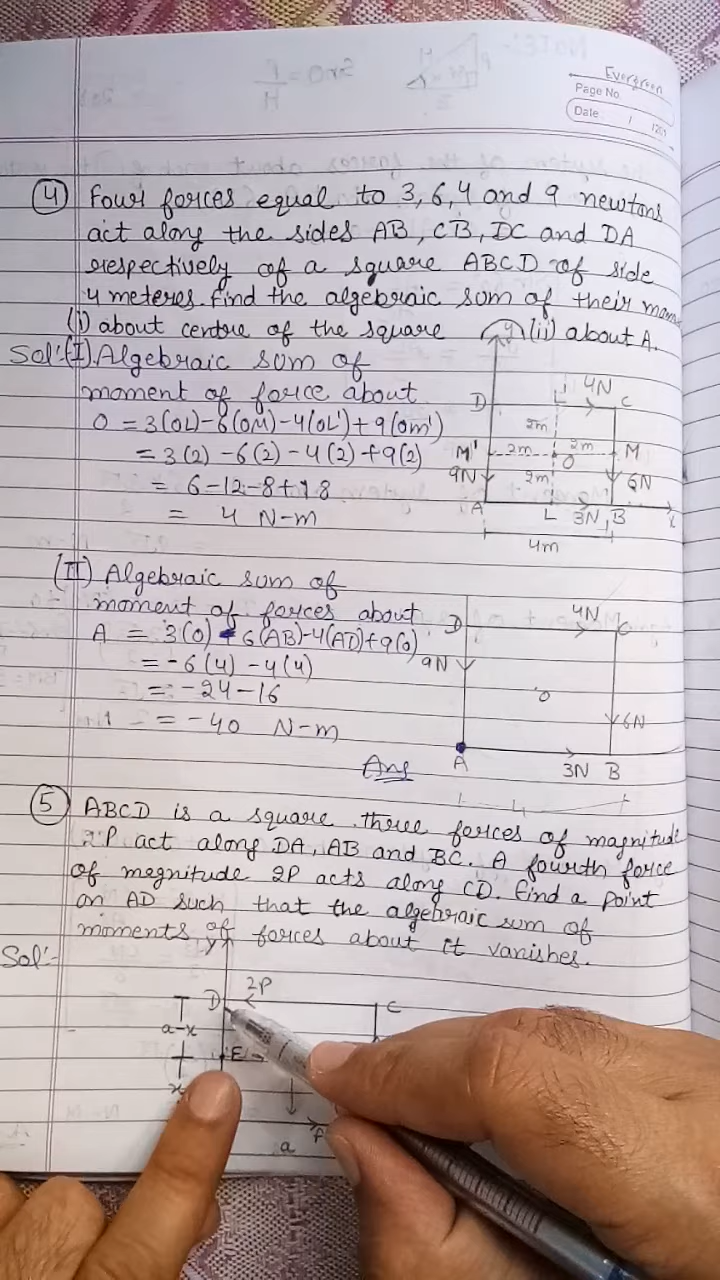 Evergreen
Page No.
Date: / /201
4 Four forces equal to 3, 6, 4 and 9 newtons
act along the sides AB, CB, DC and DA
respectively of a square ABCD of side
4 meteres. find the algebraic sum of their mom
(i) about centre of the square (ii) about A.
Sol:(I). Algebraic sum of
moment of force about
O = 3(OL)-6(OM)-4(OL')+9(OM')
= 3(2)-6(2)-4(2)+9(2)
= 6-12-8+18
= 4 N-m
y
D L' 4N C
2m
M' 2m O 2m M
9N 2m 6N
A L 3N B x
4m
(II) Algebraic sum of
moment of forces about
A = 3(0)-6(AB)-4(AD)+9(0)
= -6(4)-4(4)
= -24-16
= -40 N-m
Ans
D 4N C
9N
O
6N
A 3N B
4
5 ABCD is a square. three forces of magnitude
P act along DA, AB and BC. A fourth force
of megnitude 2P acts along CD. find a point
on AD such that the algebraic sum of
moments of forces about it vanishes.
Sol:-
y
D 2P C
a-x
E
x
a P